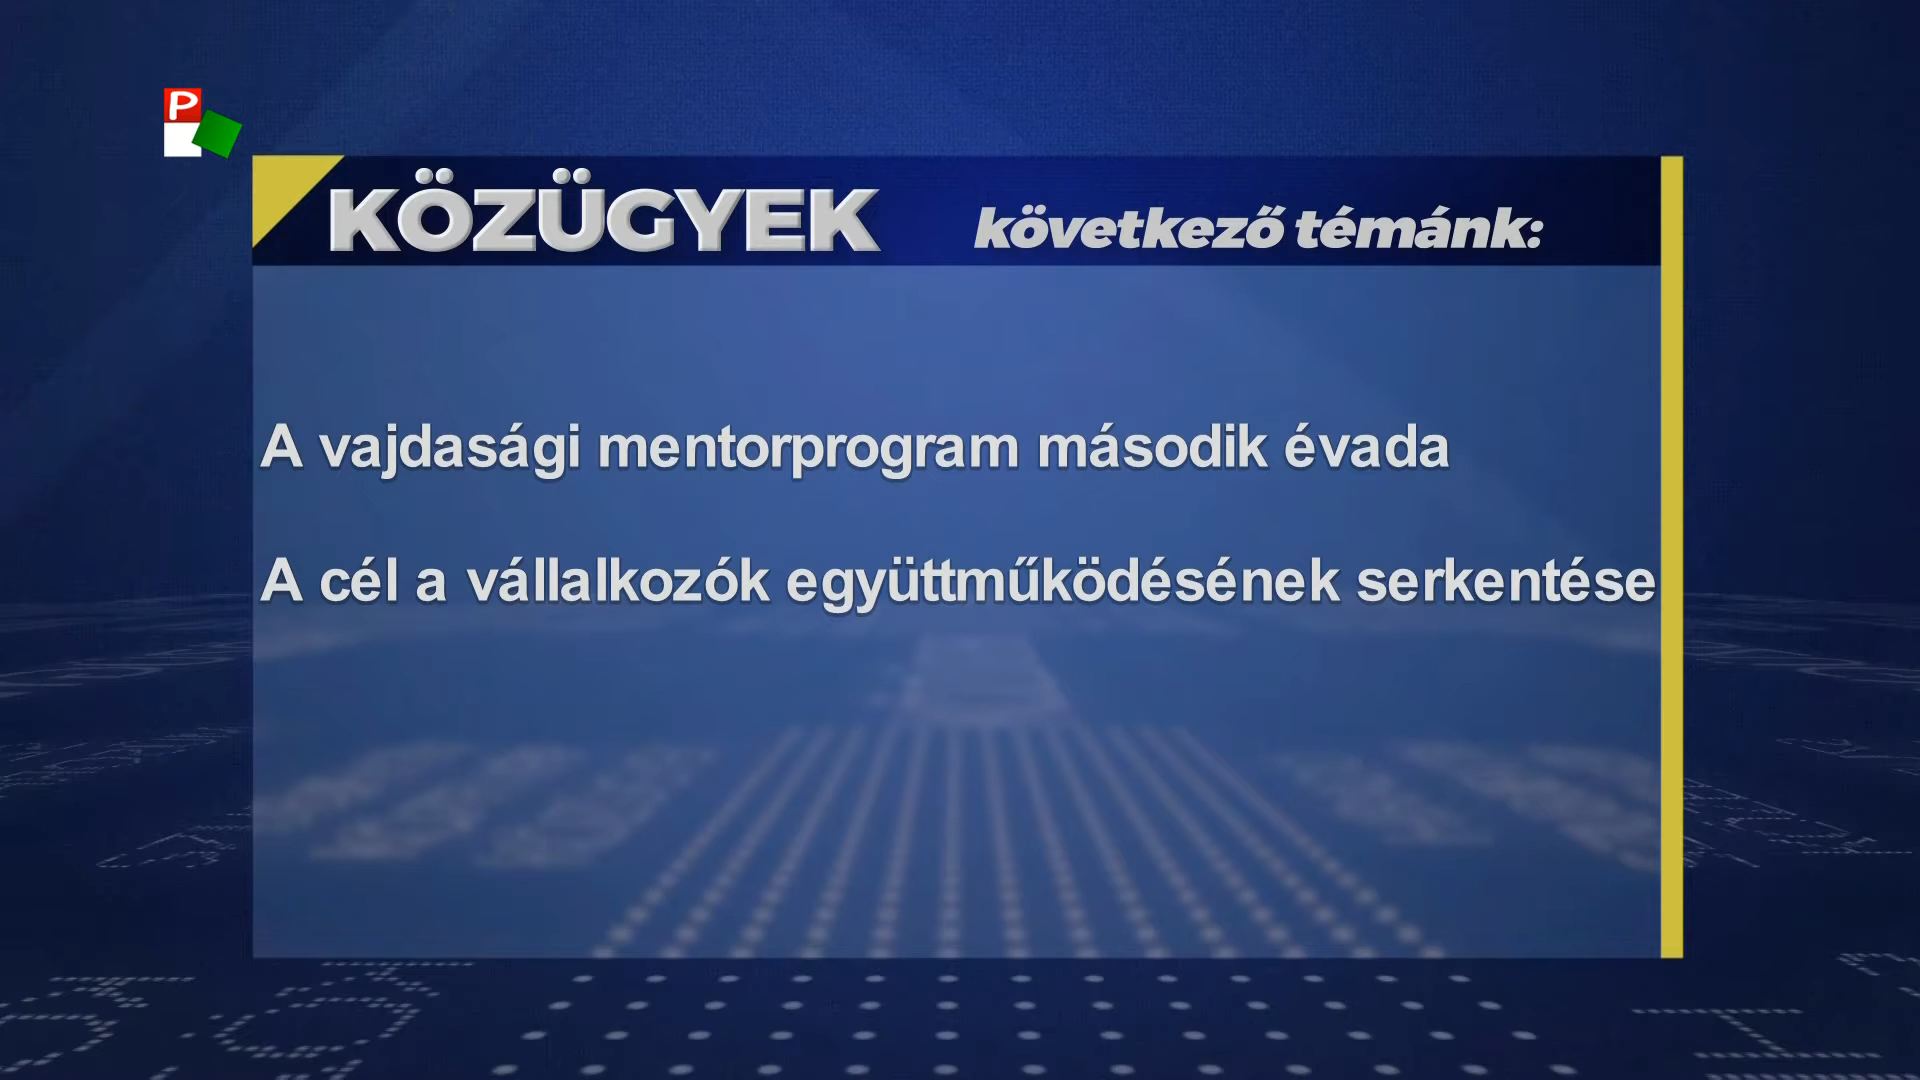 P
KÖZÜGYEK következő témánk:
A vajdasági mentorprogram második évada
A cél a vállalkozók együttműködésének serkentése